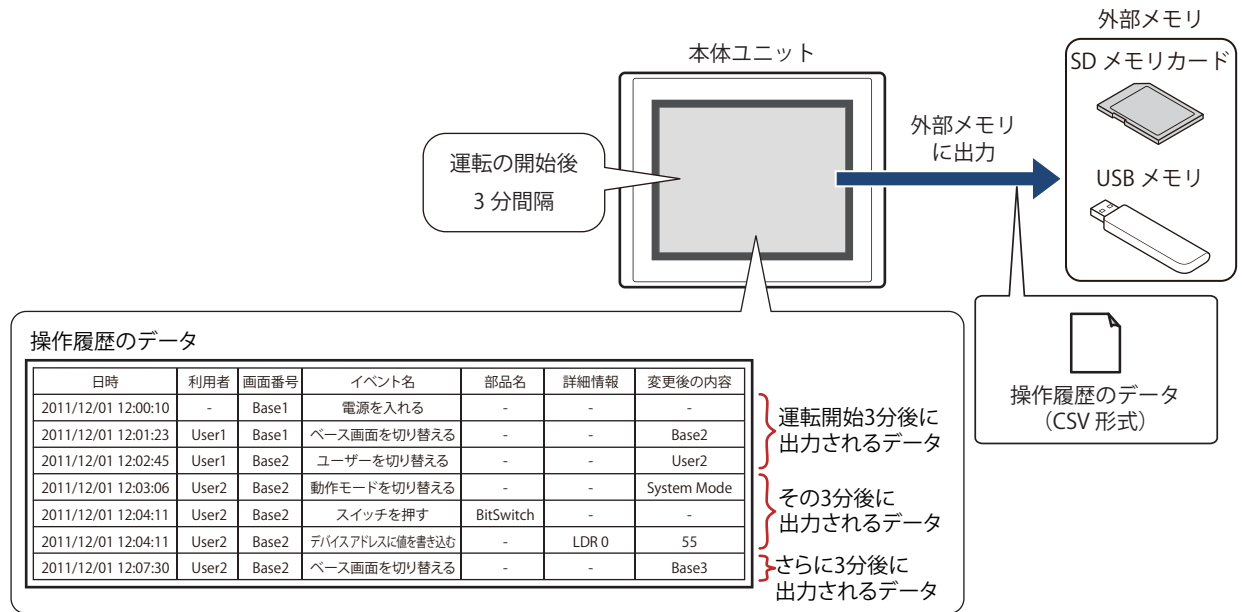 外部メモリ
本体ユニット
SD メモリカード
USB メモリ
外部メモリ
に出力
運転の開始後
3 分間隔
操作履歴のデータ
(CSV 形式)
操作履歴のデータ
日時 利用者 画面番号 イベント名 部品名 詳細情報 変更後の内容
2011/12/01 12:00:10 - Base1 電源を入れる - - -
2011/12/01 12:01:23 User1 Base1 ベース画面を切り替える - - Base2
2011/12/01 12:02:45 User1 Base2 ユーザーを切り替える - - User2
2011/12/01 12:03:06 User2 Base2 動作モードを切り替える - - System Mode
2011/12/01 12:04:11 User2 Base2 スイッチを押す BitSwitch - -
2011/12/01 12:04:11 User2 Base2 デバイスアドレスに値を書き込む - LDR 0 55
2011/12/01 12:07:30 User2 Base2 ベース画面を切り替える - - Base3
運転開始3分後に
出力されるデータ
その3分後に
出力されるデータ
さらに3分後に
出力されるデータ